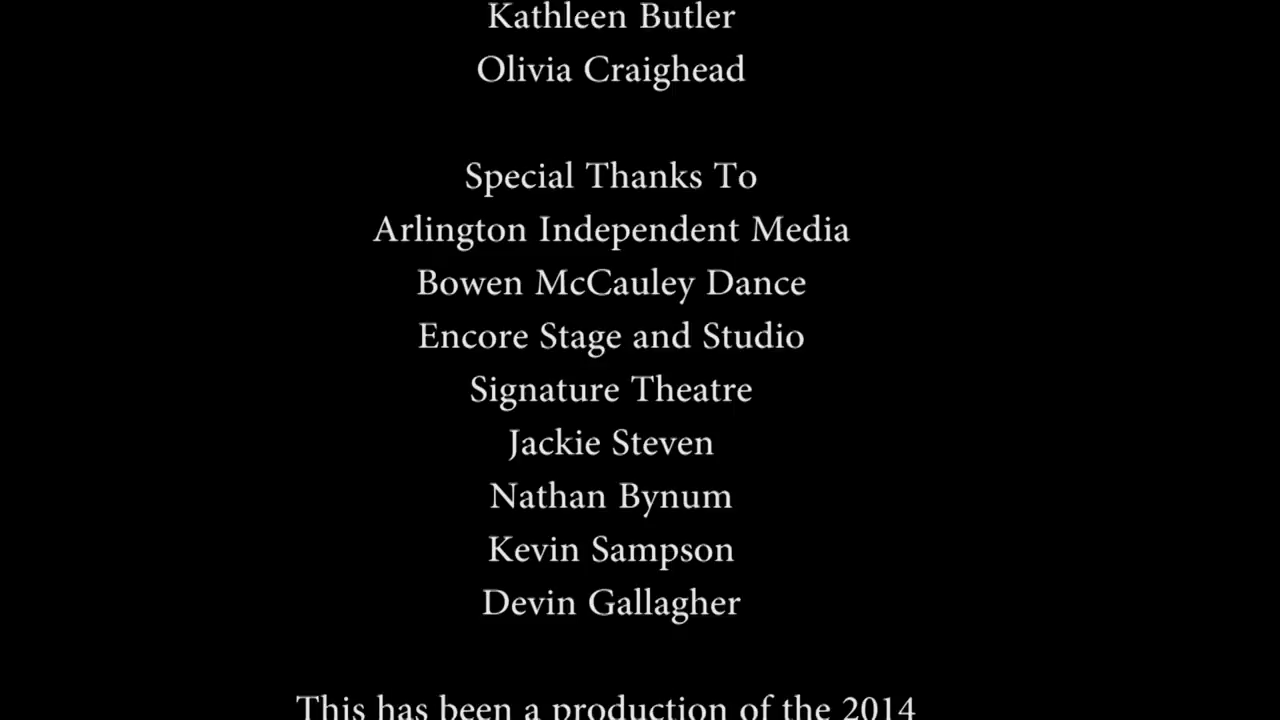 Kathleen Butler
Olivia Craighead
Special Thanks To
Arlington Independent Media
Bowen McCauley Dance
Encore Stage and Studio
Signature Theatre
Jackie Steven
Nathan Bynum
Kevin Sampson
Devin Gallagher
This has been a production of the 2014